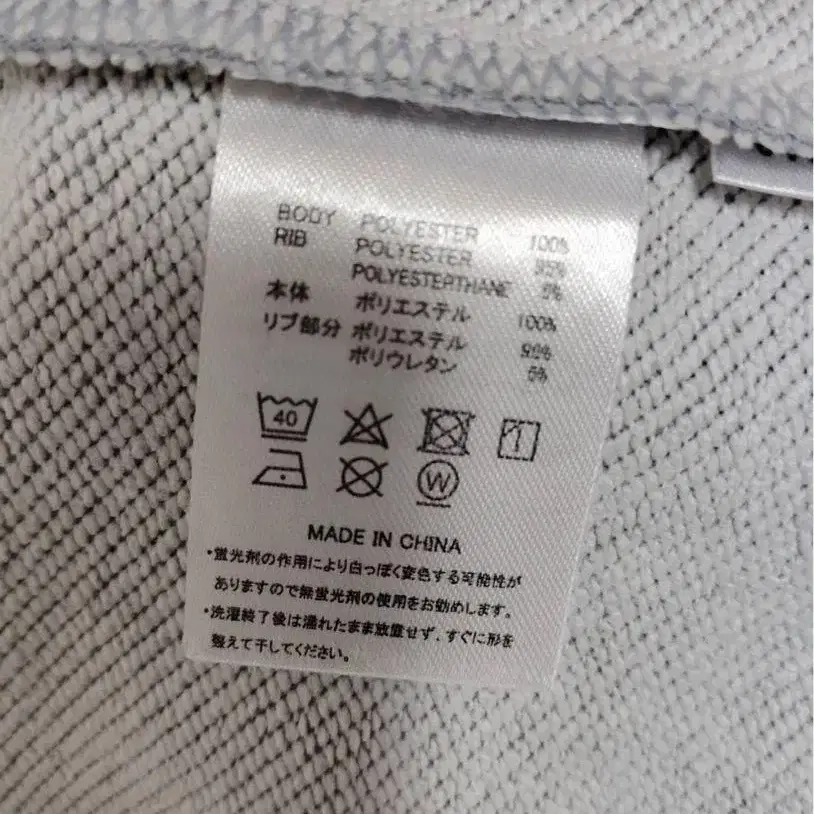 BODY POLYESTER 100%
RIB POLYESTER 95%
POLYESTERTHANE 5%
本体 ポリエステル 100%
リブ部分 ポリエステル 95%
ポリウレタン 5%
40
W
MADE IN CHINA
・蛍光剤の作用により白っぽく変色する可能性が
ありますので無蛍光剤の使用をお勧めします。
・洗濯終了後は濡れたまま放置せず、すぐに形を
整えて干してください。